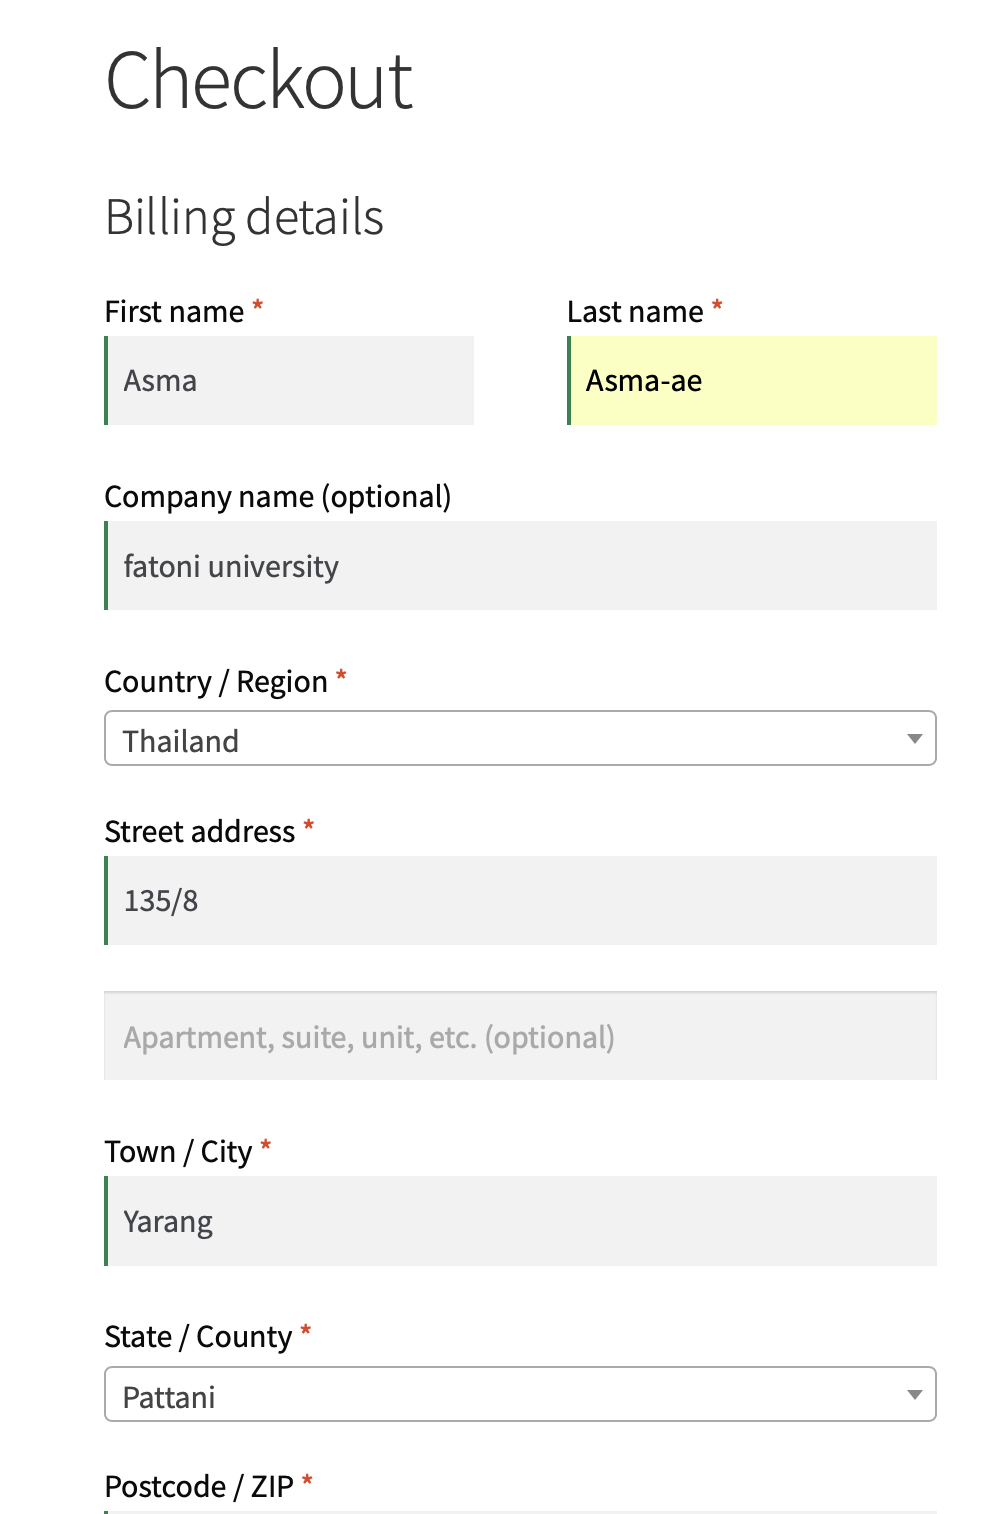 Checkout
Billing details
First name *
Last name *
Asma
Asma-ae
Company name (optional)
fatoni university
Country / Region *
Thailand
Street address *
135/8
Apartment, suite, unit, etc. (optional)
Town / City *
Yarang
State / County *
Pattani
Postcode / ZIP *